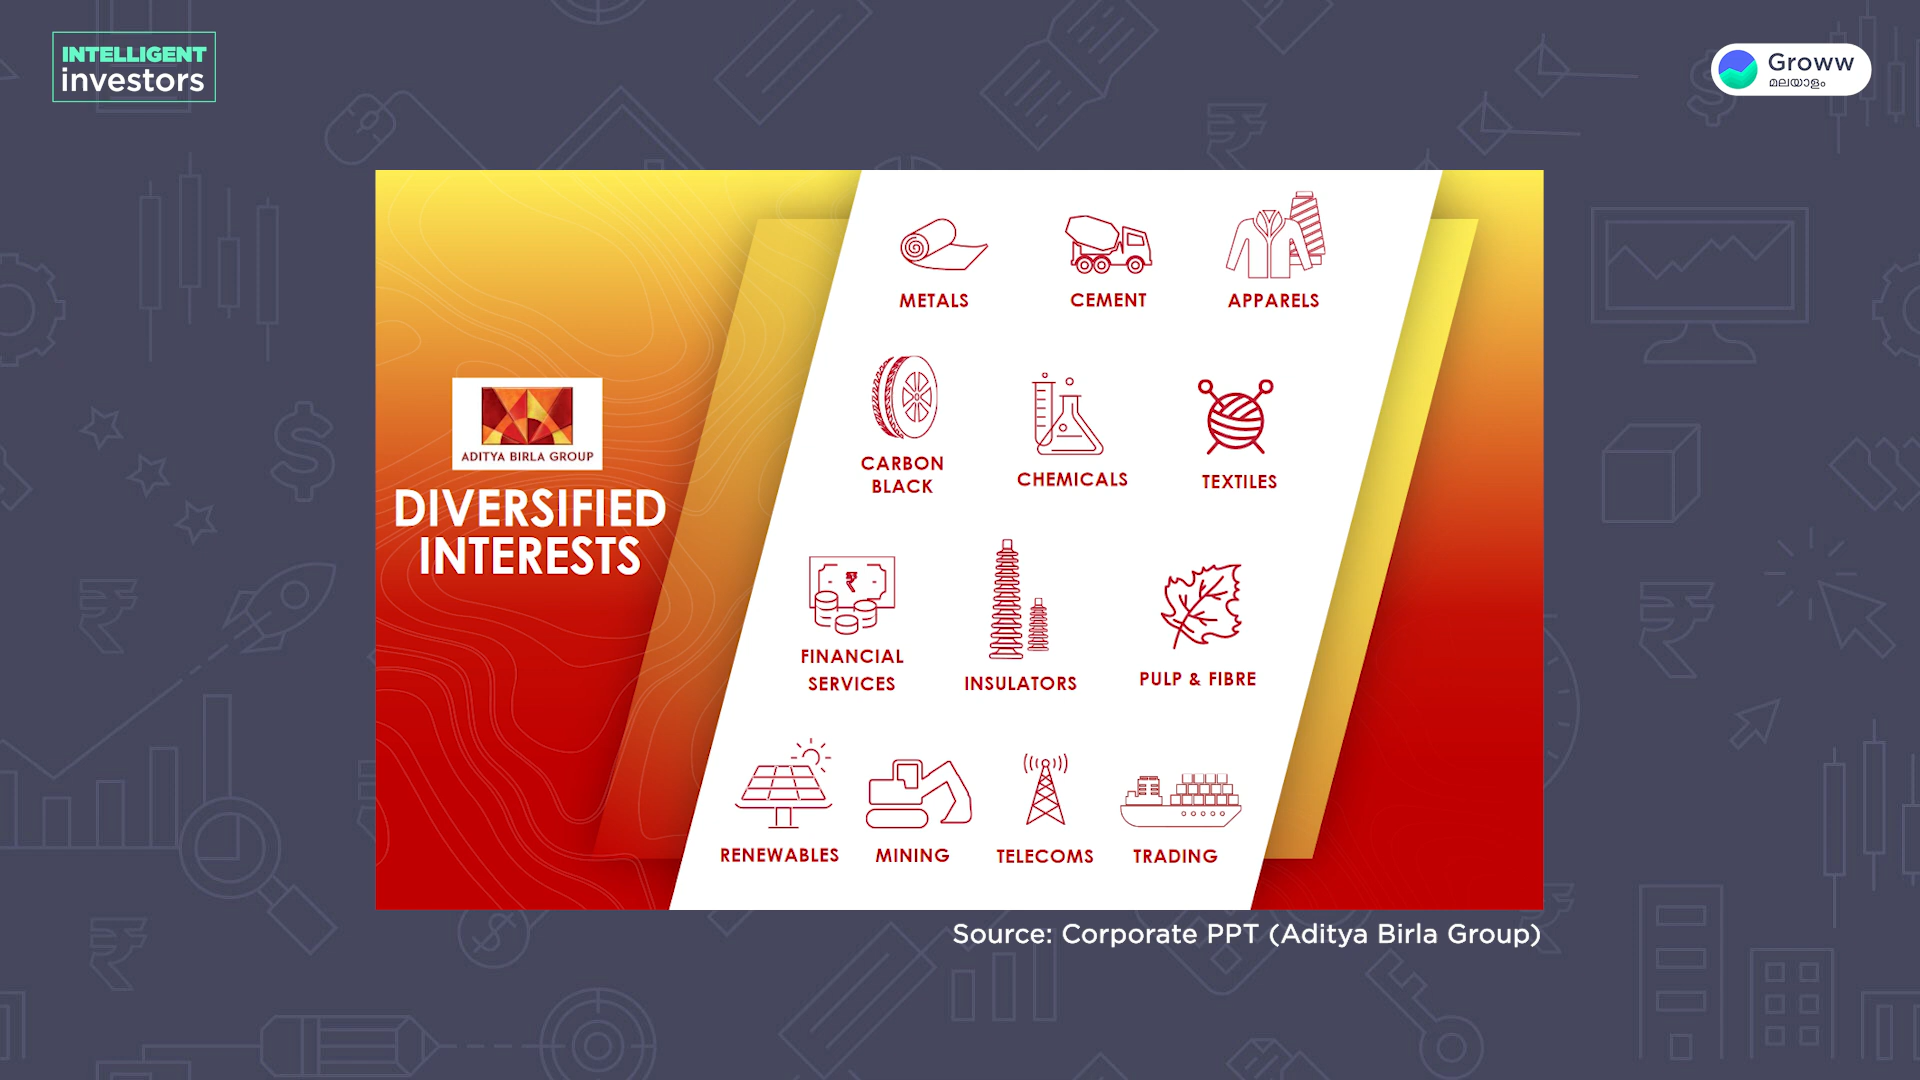 INTELLIGENT
investors
Groww
മലയാളം
METALS
CEMENT
APPARELS
ADITYA BIRLA GROUP
DIVERSIFIED
INTERESTS
CARBON
BLACK
CHEMICALS
TEXTILES
FINANCIAL
SERVICES
INSULATORS
PULP & FIBRE
RENEWABLES
MINING
TELECOMS
TRADING
Source: Corporate PPT (Aditya Birla Group)